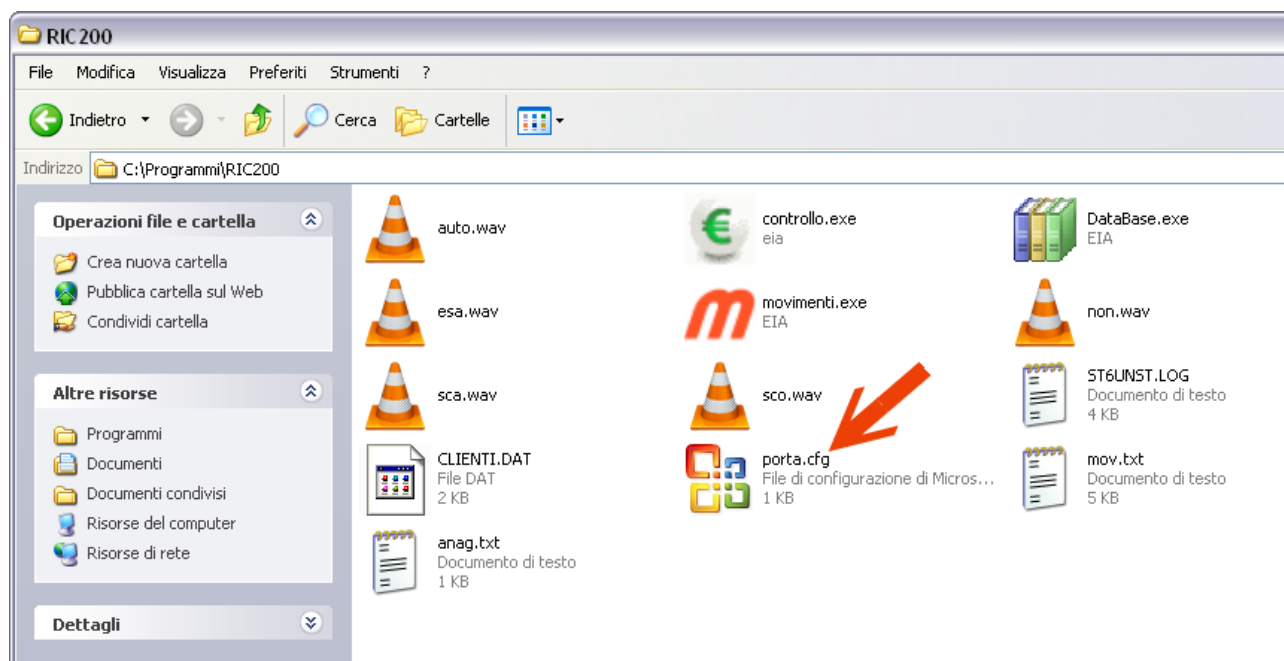 RIC200
File Modifica Visualizza Preferiti Strumenti ?
Indietro Cerca Cartelle
Indirizzo C:\Programmi\RIC200
Operazioni file e cartella
Crea nuova cartella
Pubblica cartella sul Web
Condividi cartella
Altre risorse
Programmi
Documenti
Documenti condivisi
Risorse del computer
Risorse di rete
Dettagli
auto.wav
controllo.exe
eia
DataBase.exe
EIA
esa.wav
movimenti.exe
EIA
non.wav
sca.wav
sco.wav
ST6UNST.LOG
Documento di testo
4 KB
CLIENTI.DAT
File DAT
2 KB
porta.cfg
File di configurazione di Micros...
1 KB
mov.txt
Documento di testo
5 KB
anag.txt
Documento di testo
1 KB